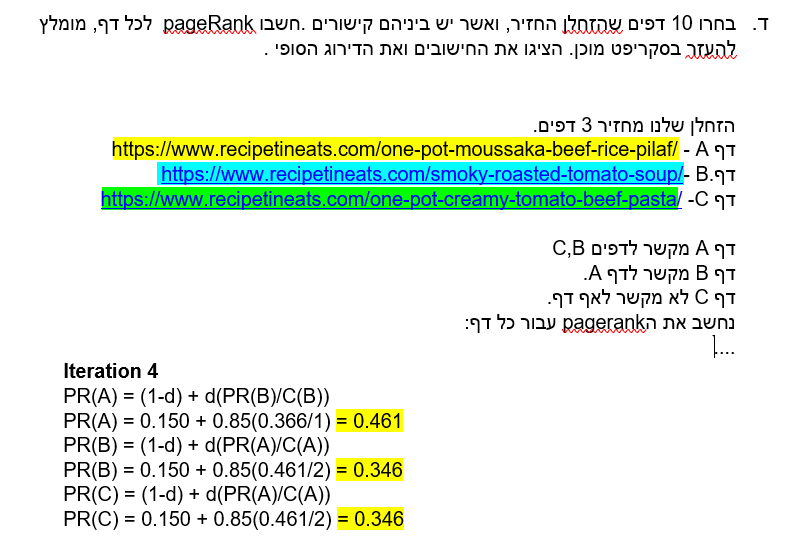 ד. בחרו 10 דפים שהזחלן החזיר, ואשר יש ביניהם קישורים .חשבו pageRank לכל דף, מומלץ
להעזר בסקריפט מוכן. הציגו את החישובים ואת הדירוג הסופי .
הזחלן שלנו מחזיר 3 דפים.
דף A - https://www.recipetineats.com/one-pot-moussaka-beef-rice-pilaf/
דף.B -https://www.recipetineats.com/smoky-roasted-tomato-soup/
דף C- https://www.recipetineats.com/one-pot-creamy-tomato-beef-pasta/
דף A מקשר לדפים C,B
דף B מקשר לדף A.
דף C לא מקשר לאף דף.
נחשב את הpagerank עבור כל דף:
....
Iteration 4
PR(A) = (1-d) + d(PR(B)/C(B))
PR(A) = 0.150 + 0.85(0.366/1) = 0.461
PR(B) = (1-d) + d(PR(A)/C(A))
PR(B) = 0.150 + 0.85(0.461/2) = 0.346
PR(C) = (1-d) + d(PR(A)/C(A))
PR(C) = 0.150 + 0.85(0.461/2) = 0.346